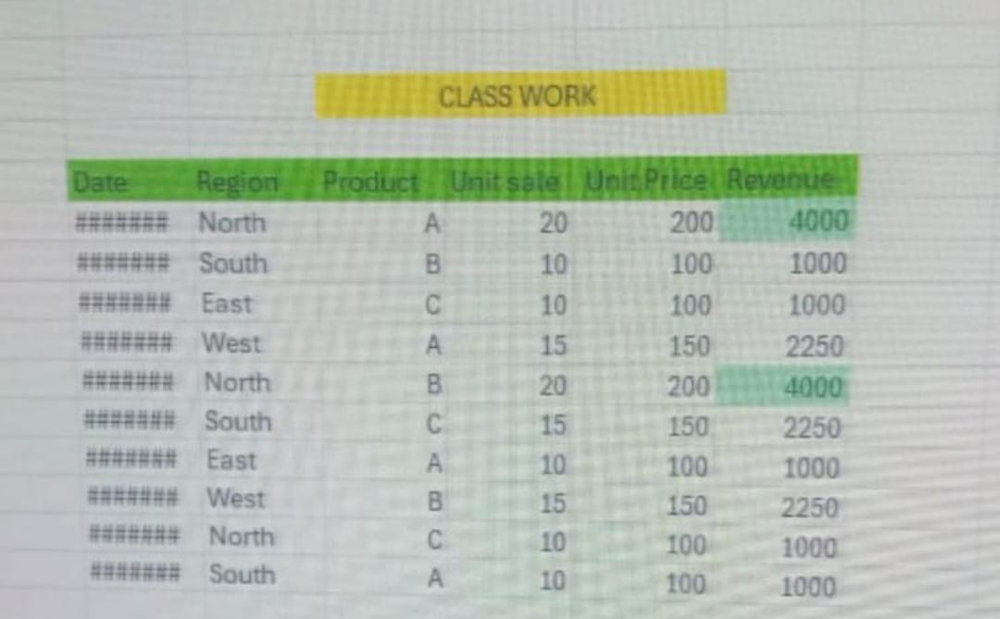 CLASS WORK
Date Region Product Unit sale Unit Price Revenue
####### North A 20 200 4000
####### South B 10 100 1000
####### East C 10 100 1000
####### West A 15 150 2250
####### North B 20 200 4000
####### South C 15 150 2250
####### East A 10 100 1000
####### West B 15 150 2250
####### North C 10 100 1000
####### South A 10 100 1000